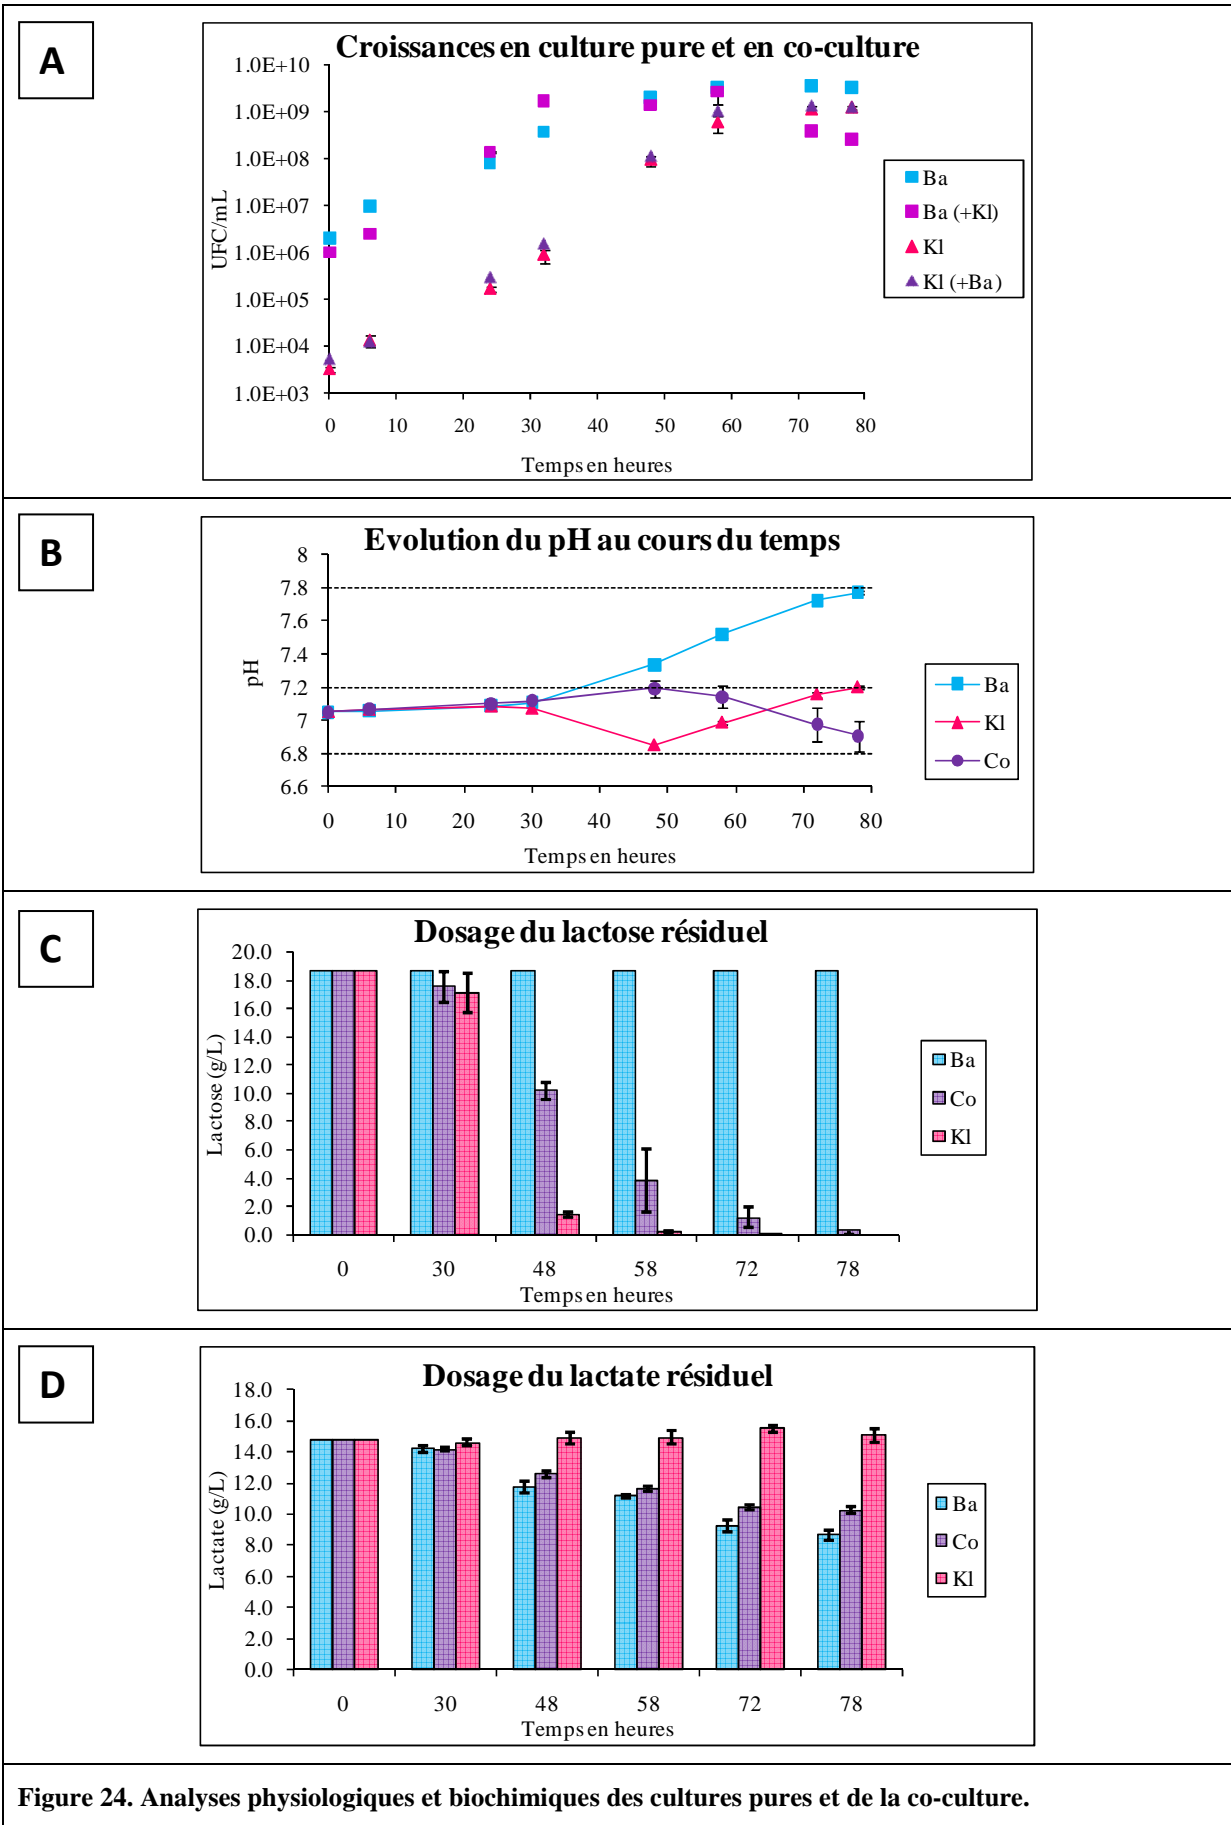 A
Croissances en culture pure et en co-culture
1.0E+10
1.0E+09
1.0E+08
1.0E+07
1.0E+06
1.0E+05
1.0E+04
1.0E+03
UFC/mL
0 10 20 30 40 50 60 70 80
Temps en heures
Ba
Ba (+Kl)
Kl
Kl (+Ba)
B
Evolution du pH au cours du temps
8
7.8
7.6
7.4
7.2
7
6.8
6.6
pH
0 10 20 30 40 50 60 70 80
Temps en heures
Ba
Kl
Co
C
Dosage du lactose résiduel
20.0
18.0
16.0
14.0
12.0
10.0
8.0
6.0
4.0
2.0
0.0
Lactose (g/L)
0 30 48 58 72 78
Temps en heures
Ba
Co
Kl
D
Dosage du lactate résiduel
18.0
16.0
14.0
12.0
10.0
8.0
6.0
4.0
2.0
0.0
Lactate (g/L)
0 30 48 58 72 78
Temps en heures
Ba
Co
Kl
Figure 24. Analyses physiologiques et biochimiques des cultures pures et de la co-culture.